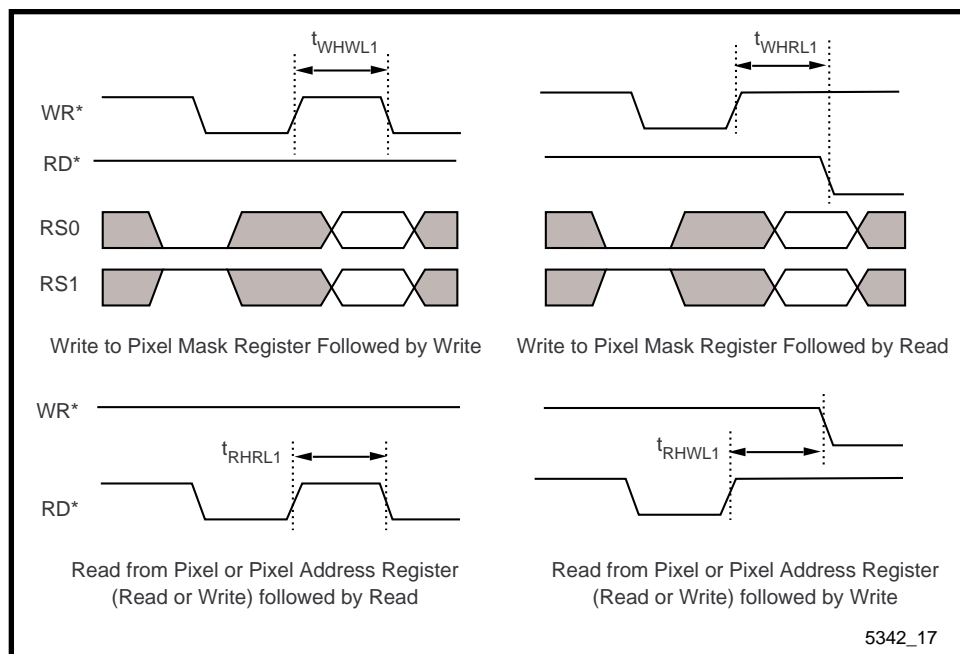 tWHWL1
tWHRL1
WR*
RD*
RS0
RS1
Write to Pixel Mask Register Followed by Write
Write to Pixel Mask Register Followed by Read
WR*
tRHRL1
tRHWL1
RD*
Read from Pixel or Pixel Address Register
(Read or Write) followed by Read
Read from Pixel or Pixel Address Register
(Read or Write) followed by Write
5342_17